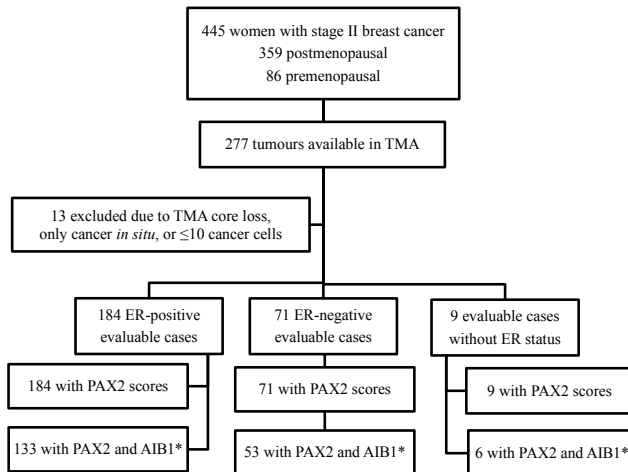 445 women with stage II breast cancer
359 postmenopausal
86 premenopausal
277 tumours available in TMA
13 excluded due to TMA core loss,
only cancer in situ, or ≤10 cancer cells
184 ER-positive
evaluable cases
71 ER-negative
evaluable cases
9 evaluable cases
without ER status
184 with PAX2 scores
71 with PAX2 scores
9 with PAX2 scores
133 with PAX2 and AIB1*
53 with PAX2 and AIB1*
6 with PAX2 and AIB1*